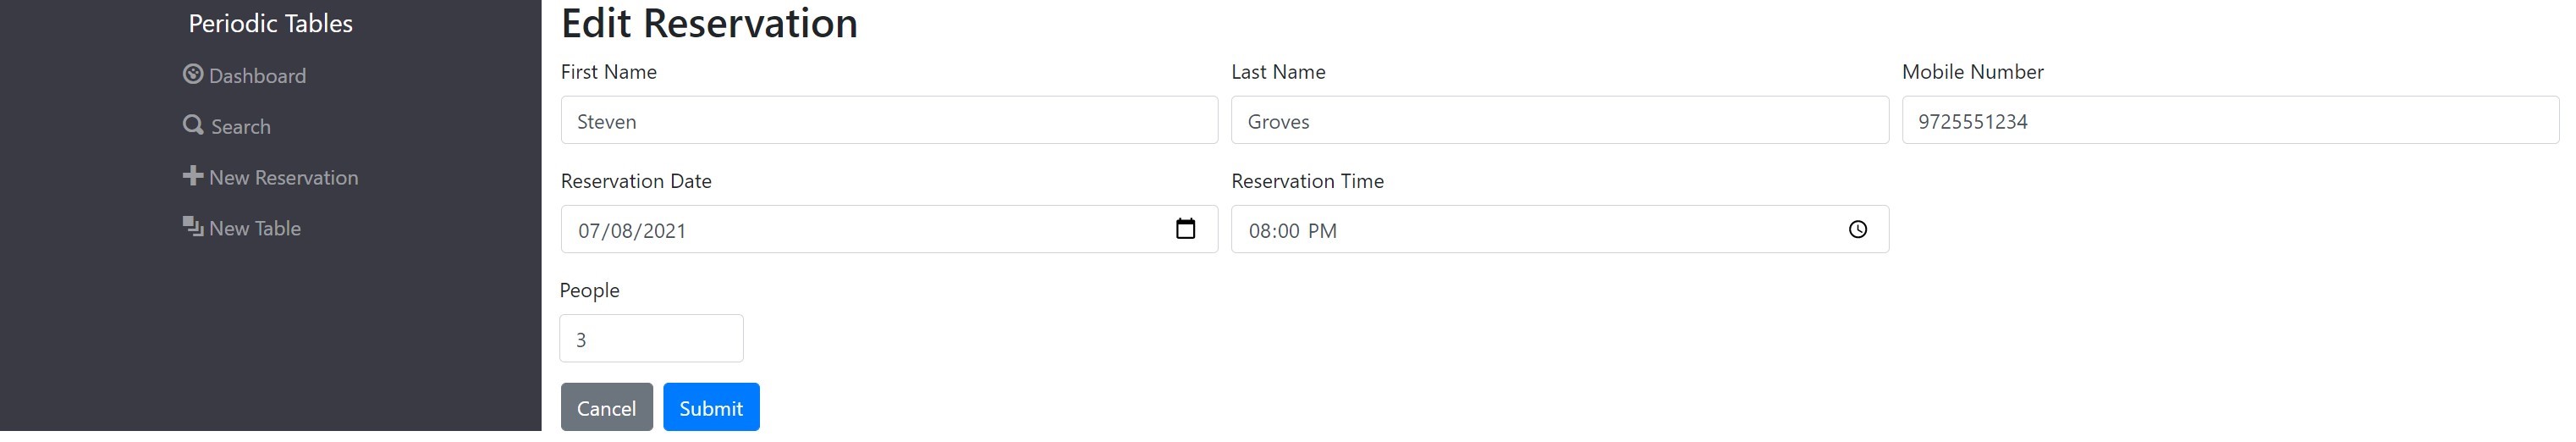 Periodic Tables
Dashboard
Search
New Reservation
New Table
Edit Reservation
First Name
Last Name
Mobile Number
Steven
Groves
9725551234
Reservation Date
Reservation Time
07/08/2021
08:00 PM
People
3
Cancel
Submit